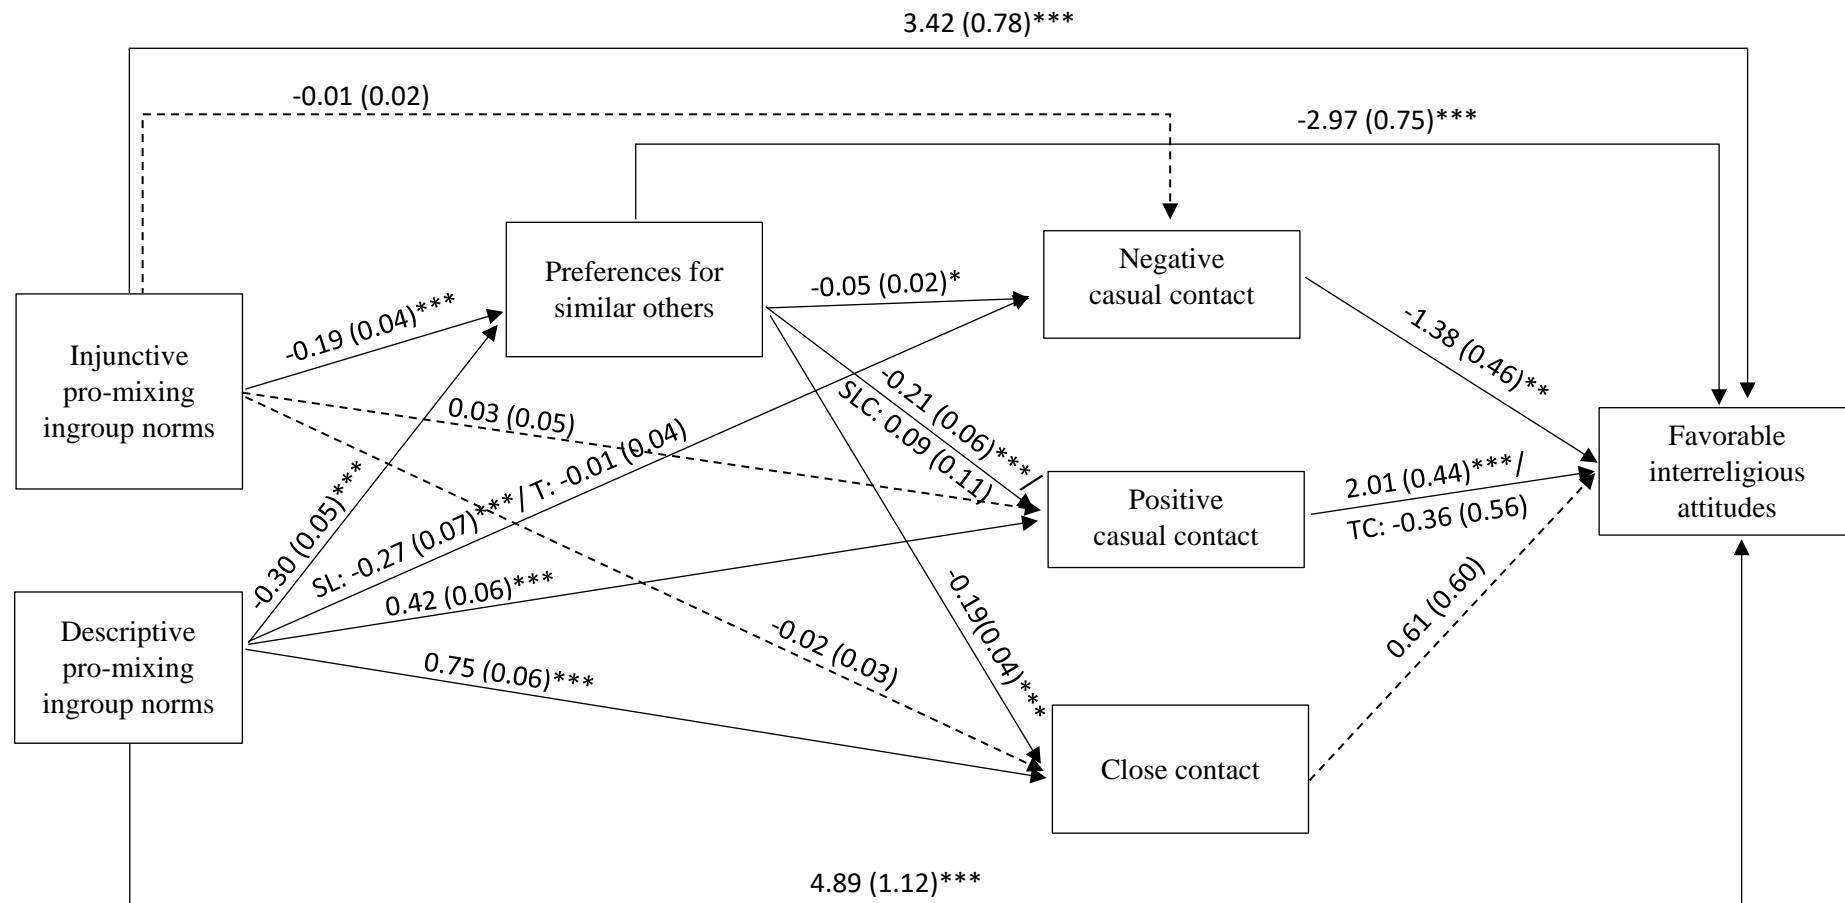 3.42 (0.78)***
-0.01 (0.02)
-2.97 (0.75)***
Preferences for
similar others
Negative
casual contact
-0.05 (0.02)*
-0.19 (0.04)***
Injunctive
pro-mixing
ingroup norms
-1.38 (0.46)**
-0.21 (0.06)***/
SLC: 0.09 (0.11)
0.03 (0.05)
Favorable
interreligious
attitudes
-0.30 (0.05)***
SL: -0.27 (0.07)***/ T: -0.01 (0.04)
Positive
casual contact
2.01 (0.44)***/
TC: -0.36 (0.56)
0.42 (0.06)***
-0.19(0.04)***
0.61 (0.60)
Descriptive
pro-mixing
ingroup norms
-0.02 (0.03)
0.75 (0.06)***
Close contact
4.89 (1.12)***